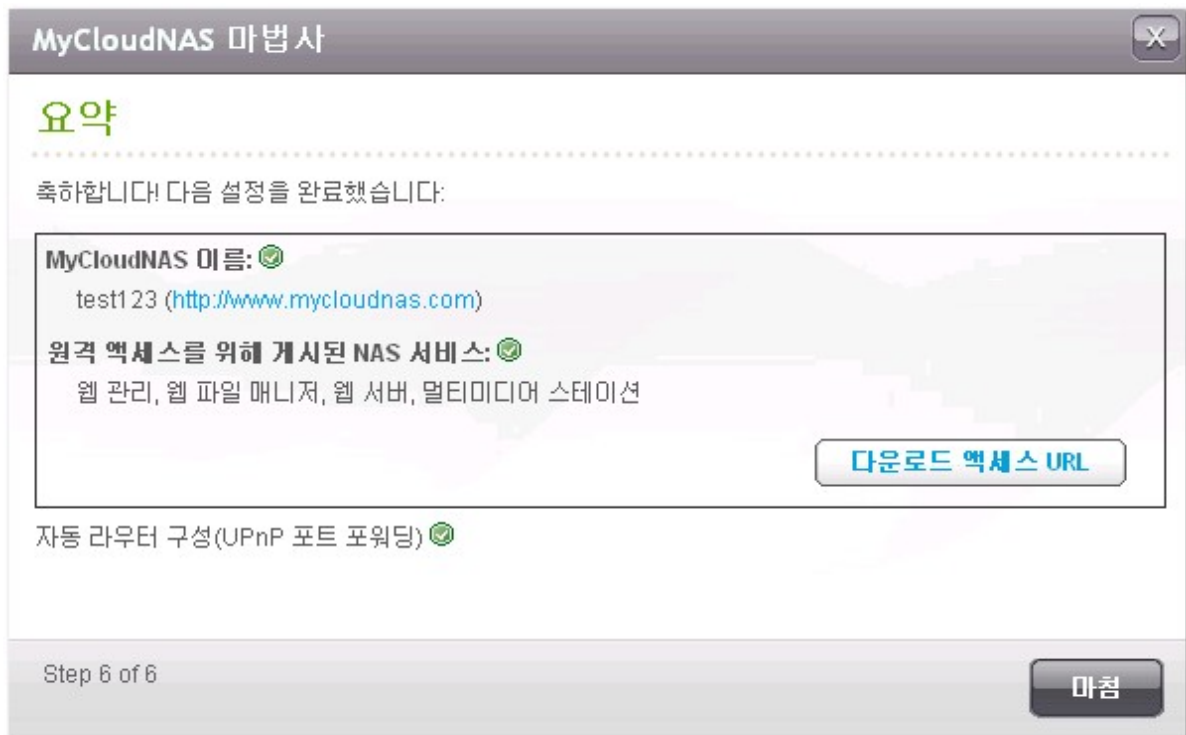 MyCloudNAS 마법사
X
요약
축하합니다! 다음 설정을 완료했습니다:
MyCloudNAS 이름:
test123 (http://www.mycloudnas.com)
원격 액세스를 위해 게시된 NAS 서비스:
웹 관리, 웹 파일 매니저, 웹 서버, 멀티미디어 스테이션
다운로드 액세스 URL
자동 라우터 구성(UPnP 포트 포워딩)
Step 6 of 6
마침